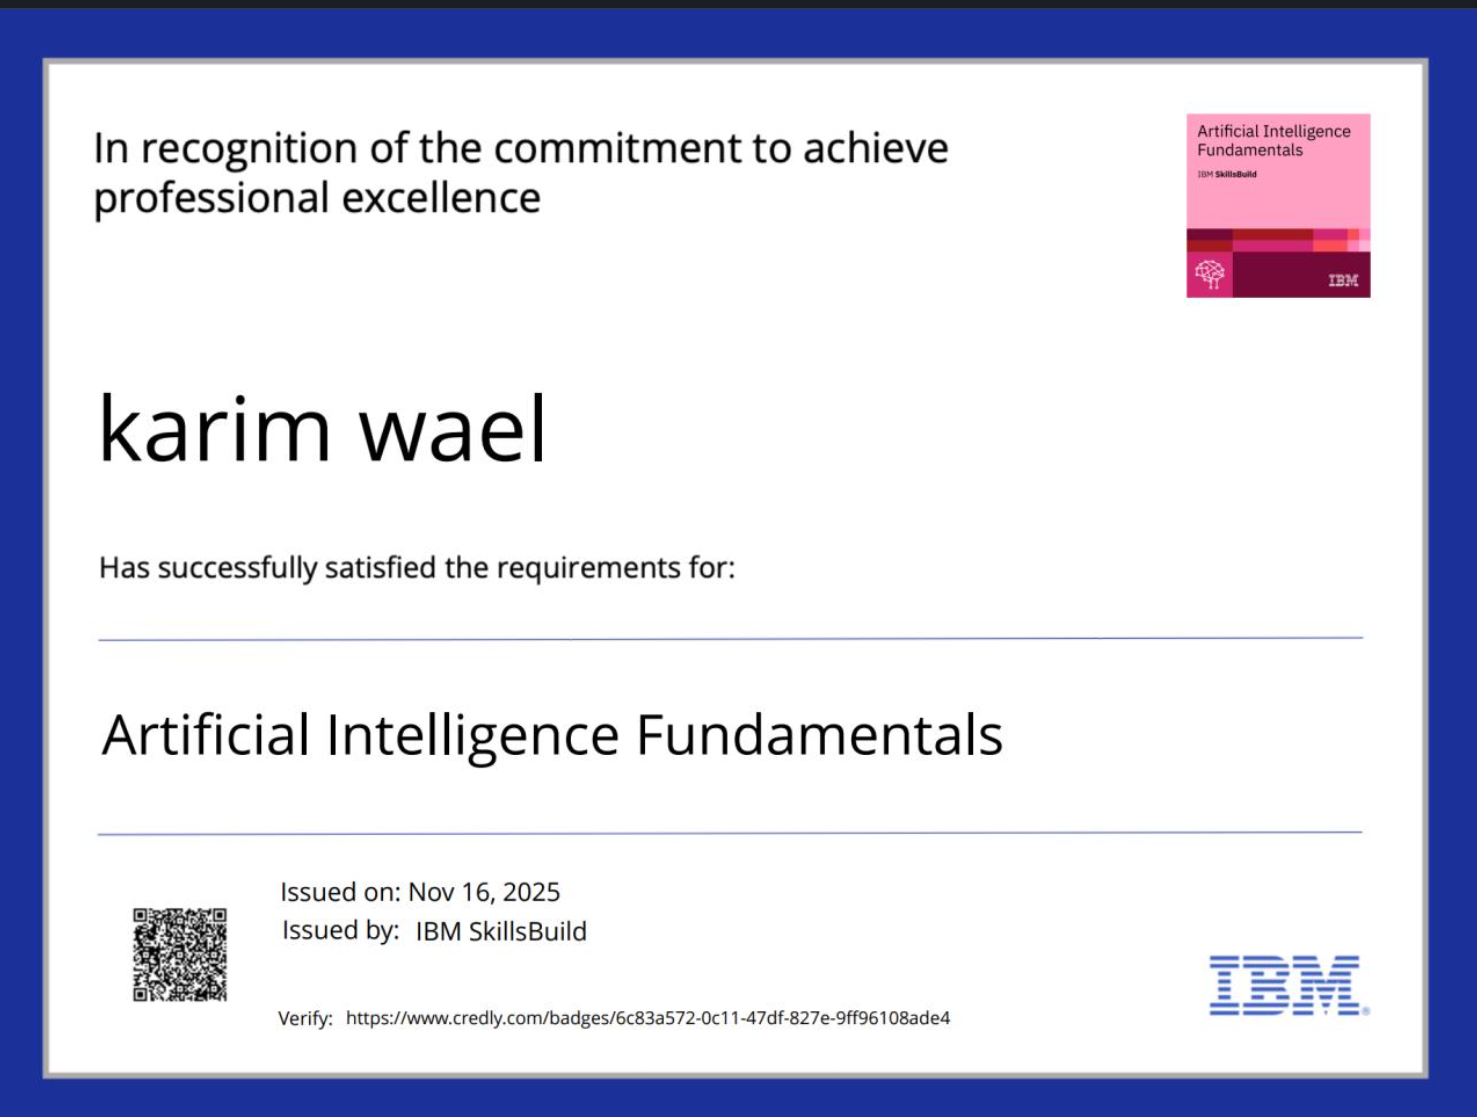 In recognition of the commitment to achieve
professional excellence
Artificial Intelligence
Fundamentals
IBM SkillsBuild
IBM
karim wael
Has successfully satisfied the requirements for:
Artificial Intelligence Fundamentals
Issued on: Nov 16, 2025
Issued by: IBM SkillsBuild
IBM®
Verify: https://www.credly.com/badges/6c83a572-0c11-47df-827e-9ff96108ade4